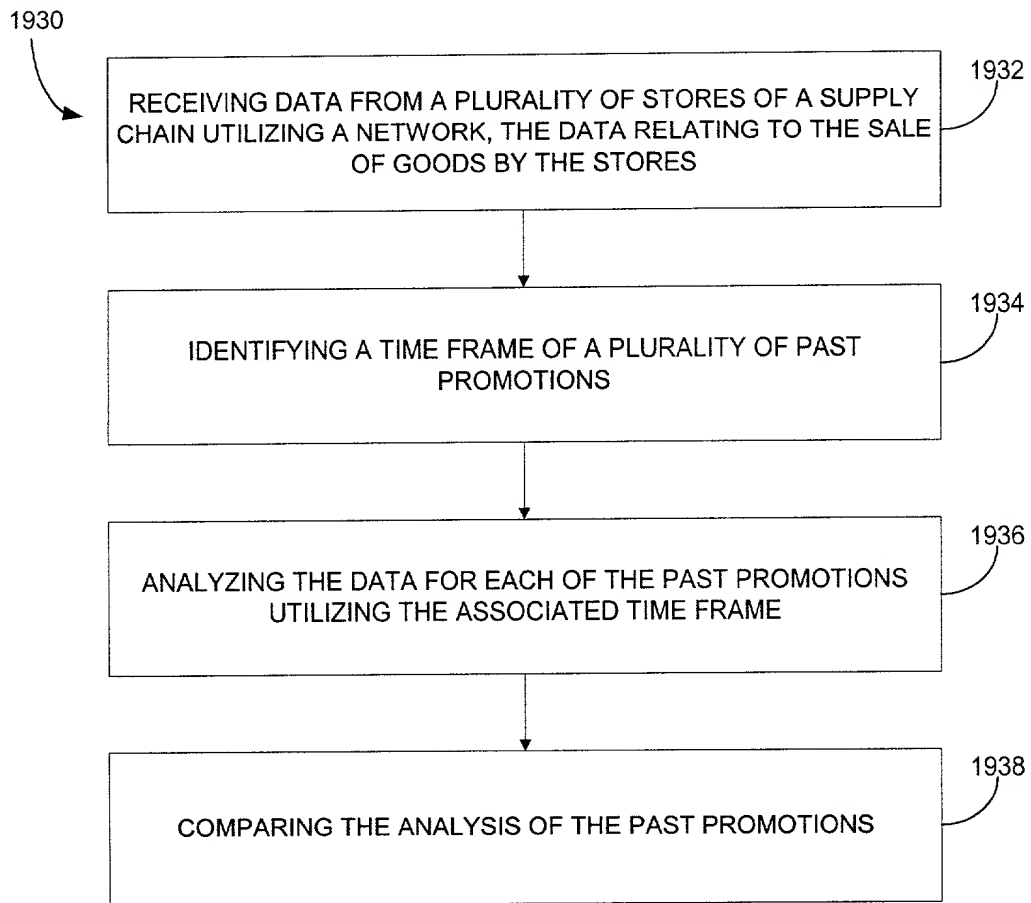 1930
1932
RECEIVING DATA FROM A PLURALITY OF STORES OF A SUPPLY
CHAIN UTILIZING A NETWORK, THE DATA RELATING TO THE SALE
OF GOODS BY THE STORES
1934
IDENTIFYING A TIME FRAME OF A PLURALITY OF PAST
PROMOTIONS
1936
ANALYZING THE DATA FOR EACH OF THE PAST PROMOTIONS
UTILIZING THE ASSOCIATED TIME FRAME
1938
COMPARING THE ANALYSIS OF THE PAST PROMOTIONS